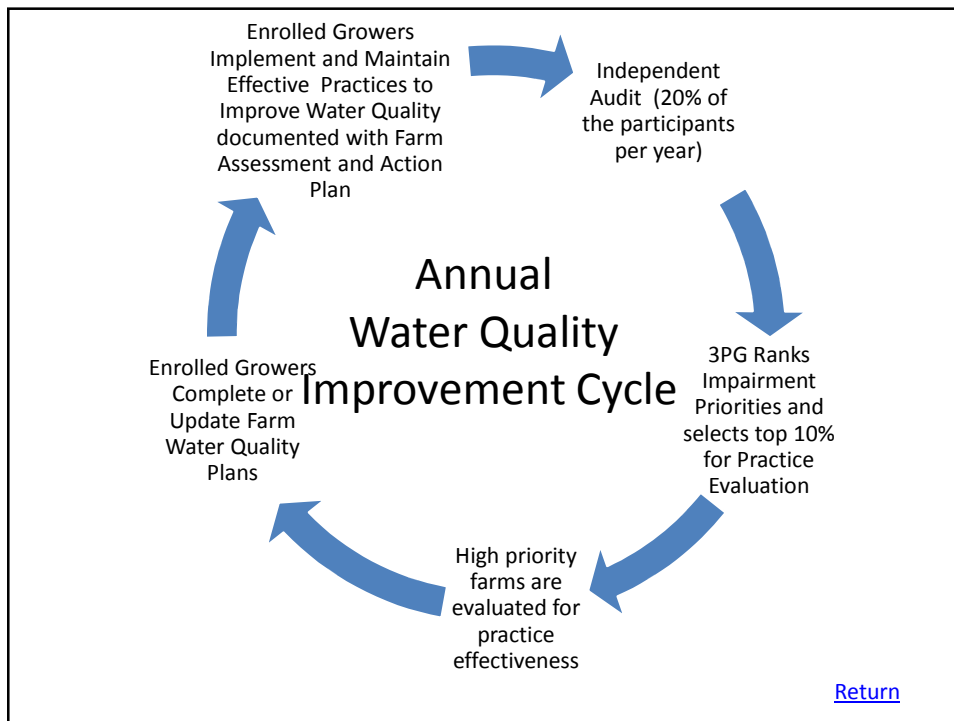 Enrolled Growers
Implement and Maintain
Effective Practices to
Improve Water Quality
documented with Farm
Assessment and Action
Plan
Independent
Audit (20% of
the participants
per year)
Annual
Water Quality
Improvement Cycle
3PG Ranks
Impairment
Priorities and
selects top 10%
for Practice
Evaluation
High priority
farms are
evaluated for
practice
effectiveness
Enrolled Growers
Complete or
Update Farm
Water Quality
Plans
Return